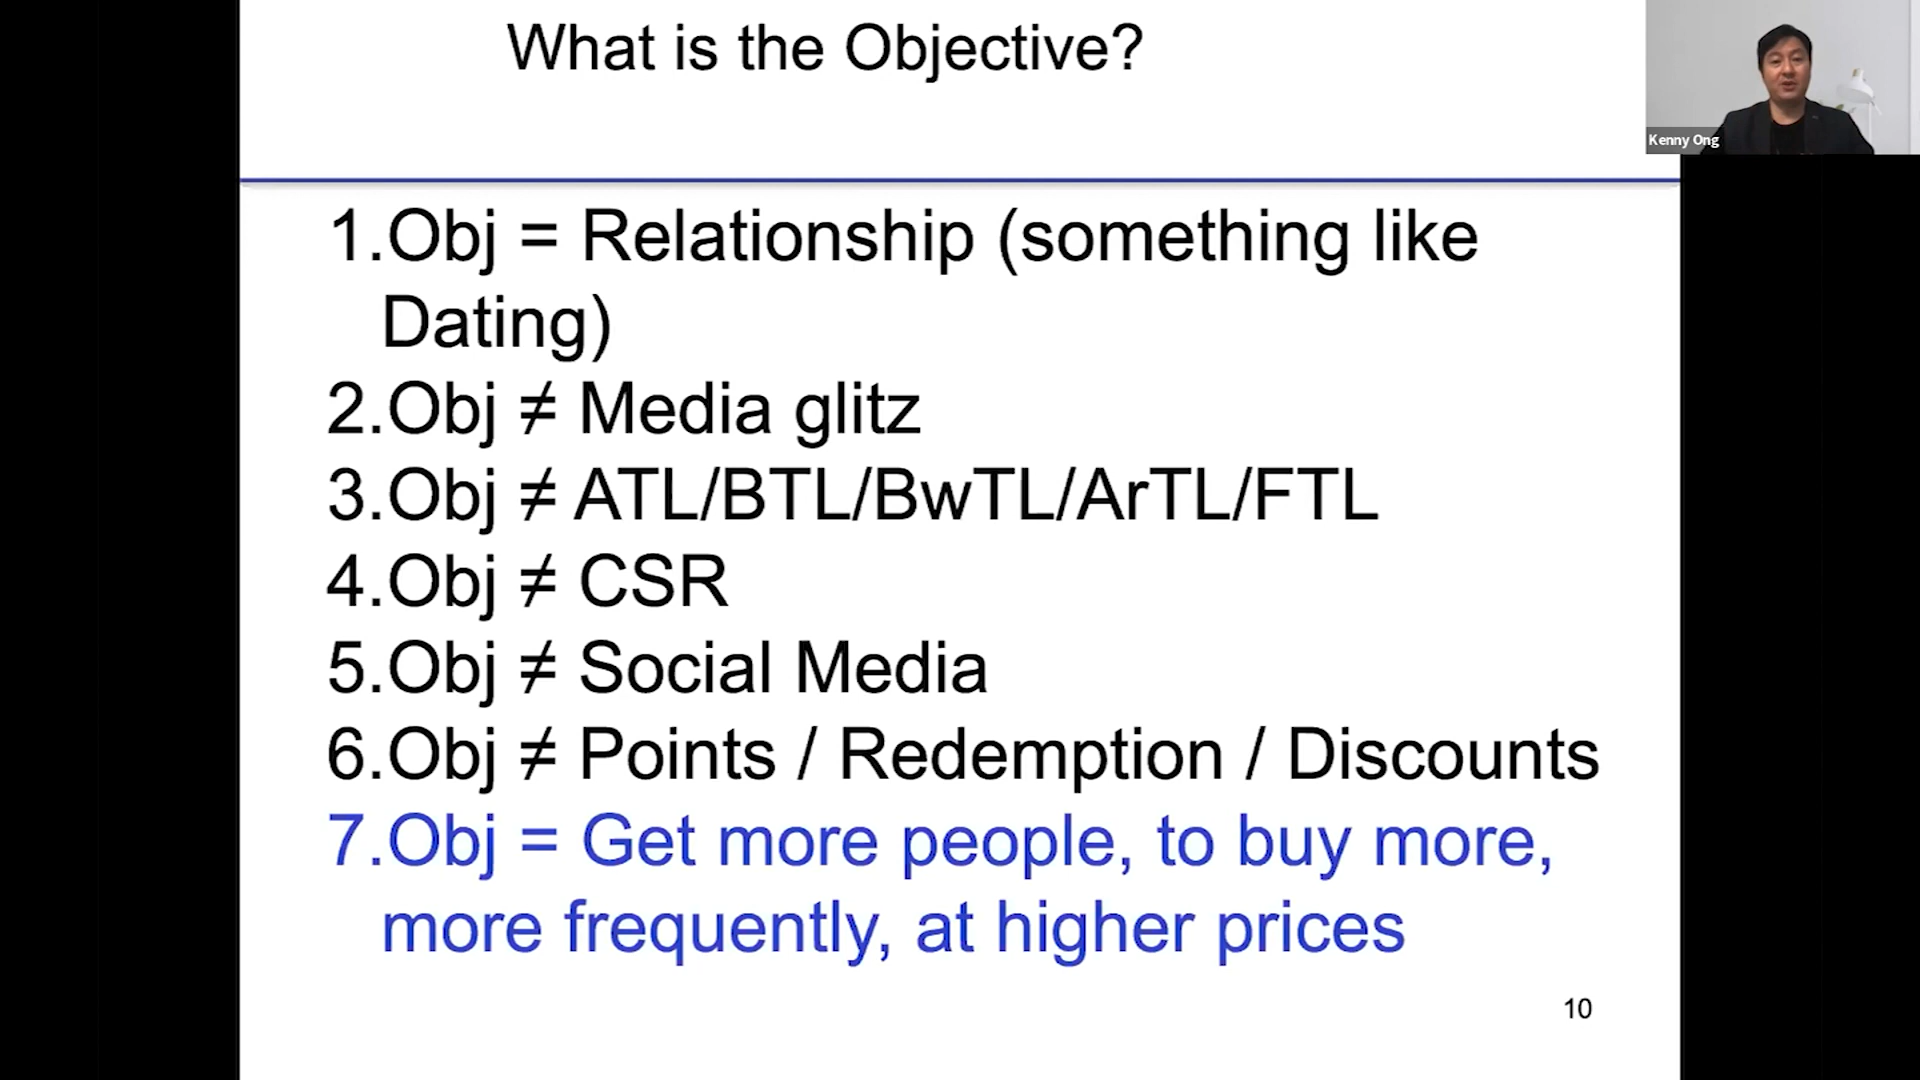 What is the Objective?
Kenny Ong
1.Obj = Relationship (something like
Dating)
2.Obj ≠ Media glitz
3.Obj ≠ ATL/BTL/BwTL/ArTL/FTL
4.Obj ≠ CSR
5.Obj ≠ Social Media
6.Obj ≠ Points / Redemption / Discounts
7.Obj = Get more people, to buy more,
more frequently, at higher prices
10